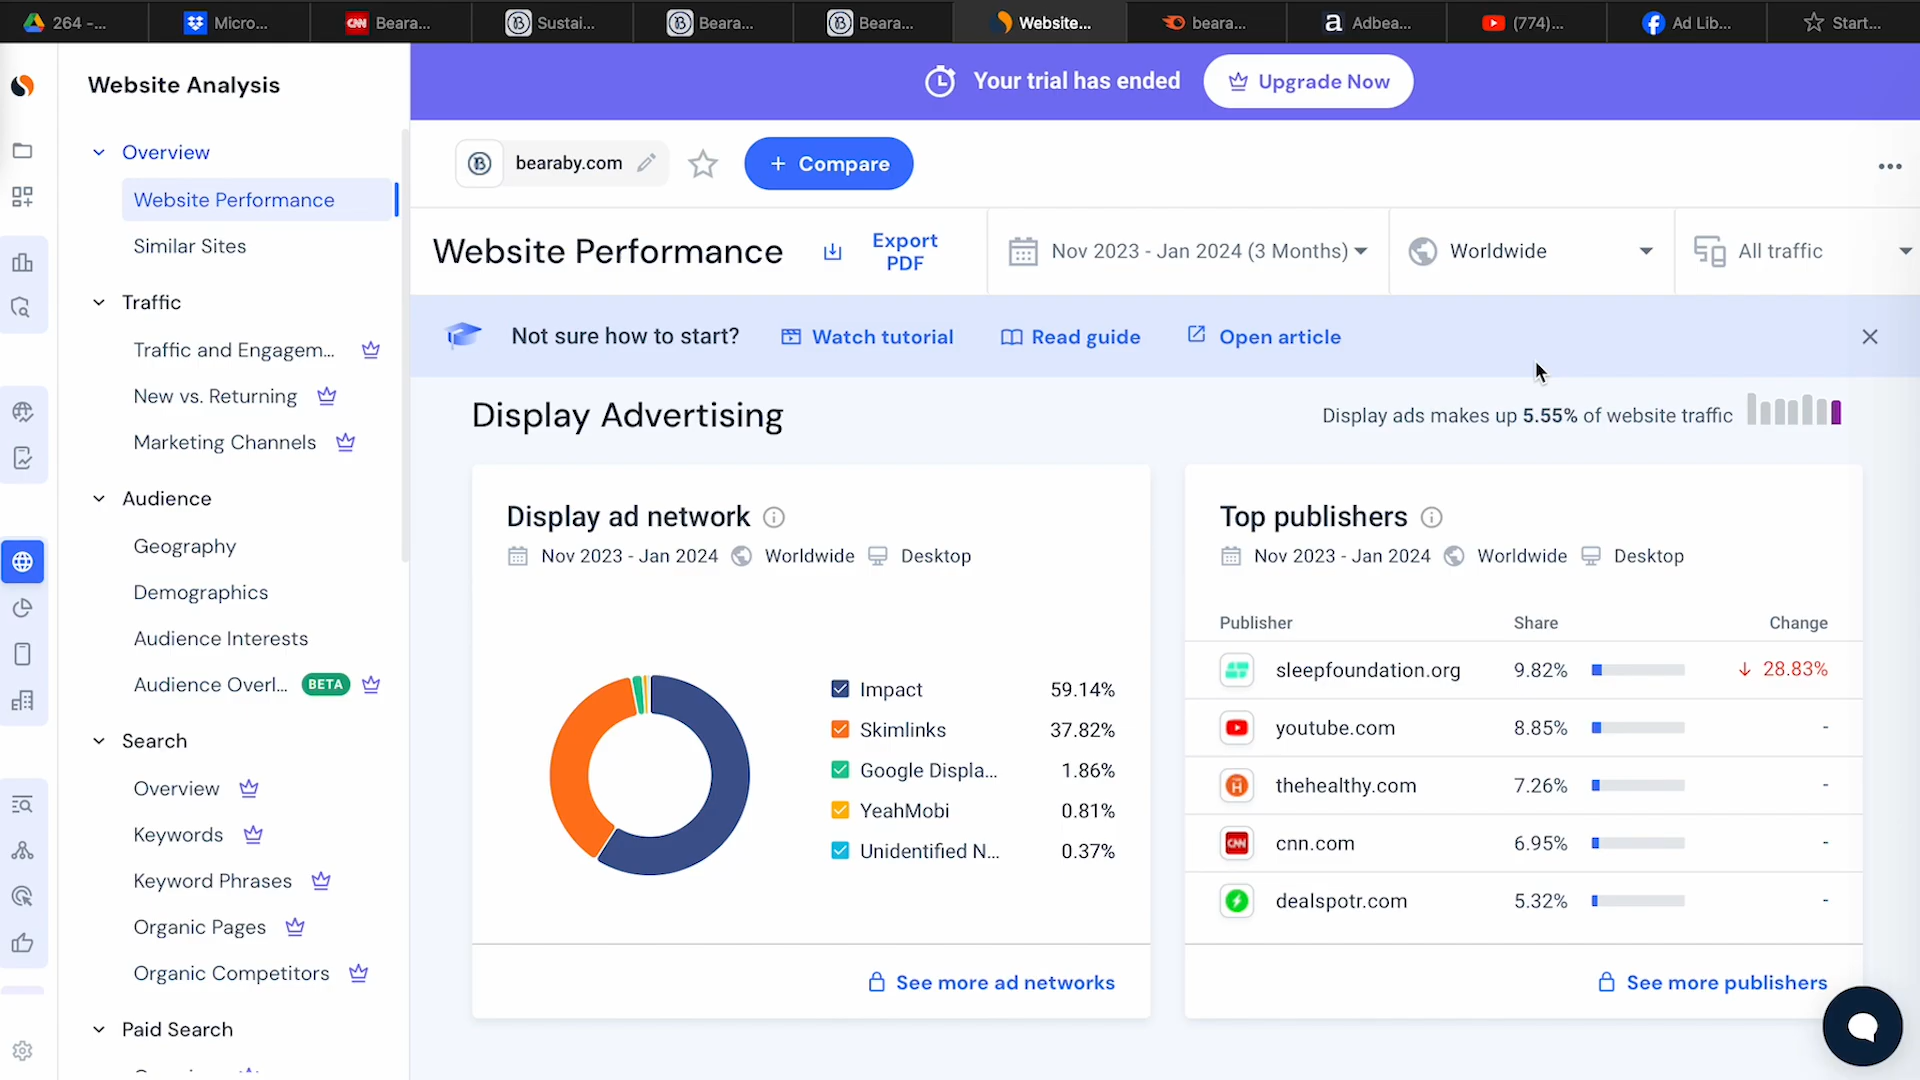 264 -...
Micro...
CNN
Beara...
Sustai...
Beara...
Beara...
Website...
beara...
a
Adbea...
(774)...
Ad Lib...
Start...
Website Analysis
Overview
Website Performance
Similar Sites
Traffic
Traffic and Engagem...
New vs. Returning
Marketing Channels
Audience
Geography
Demographics
Audience Interests
Audience Overl... BETA
Search
Overview
Keywords
Keyword Phrases
Organic Pages
Organic Competitors
Paid Search
Your trial has ended
Upgrade Now
bearaby.com
+ Compare
Website Performance
Export
PDF
Nov 2023 - Jan 2024 (3 Months)
Worldwide
All traffic
Not sure how to start?
Watch tutorial
Read guide
Open article
Display Advertising
Display ads makes up 5.55% of website traffic
Display ad network
Nov 2023 - Jan 2024 Worldwide Desktop
Impact 59.14%
Skimlinks 37.82%
Google Displa... 1.86%
YeahMobi 0.81%
Unidentified N... 0.37%
See more ad networks
Top publishers
Nov 2023 - Jan 2024 Worldwide Desktop
Publisher Share Change
sleepfoundation.org 9.82% ↓ 28.83%
youtube.com 8.85% -
thehealthy.com 7.26% -
CNN cnn.com 6.95% -
dealspotr.com 5.32% -
See more publishers